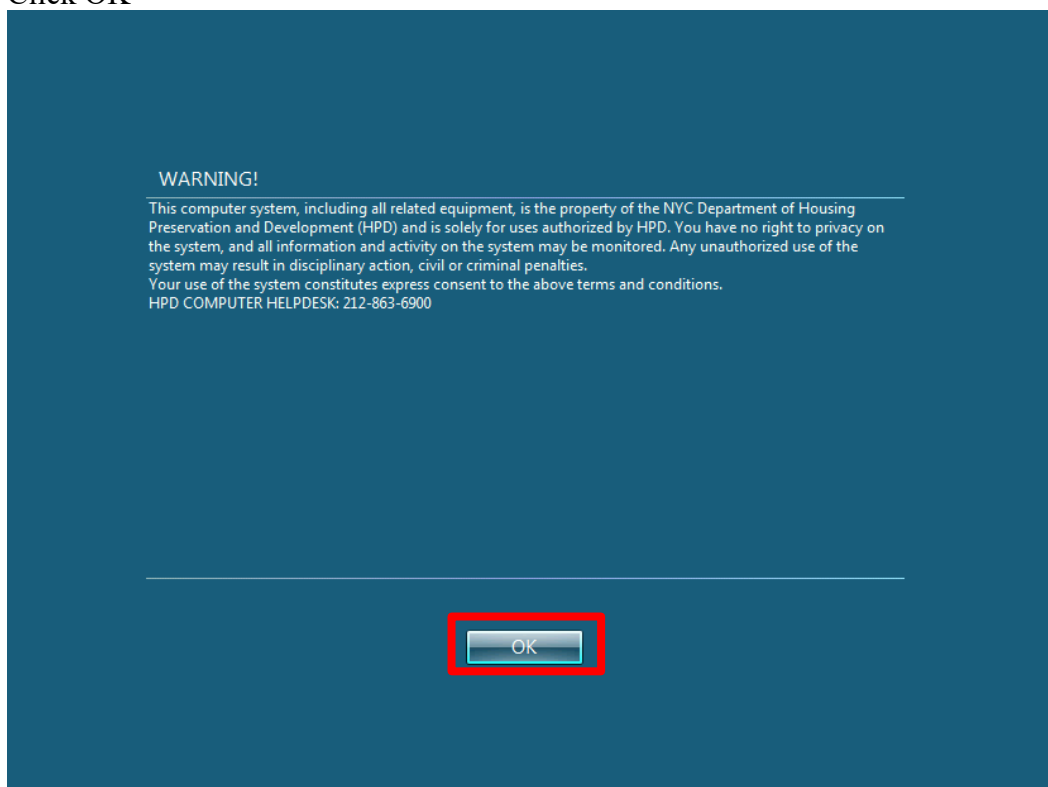 Click OK
WARNING!
This computer system, including all related equipment, is the property of the NYC Department of Housing
Preservation and Development (HPD) and is solely for uses authorized by HPD. You have no right to privacy on
the system, and all information and activity on the system may be monitored. Any unauthorized use of the
system may result in disciplinary action, civil or criminal penalties.
Your use of the system constitutes express consent to the above terms and conditions.
HPD COMPUTER HELPDESK: 212-863-6900
OK